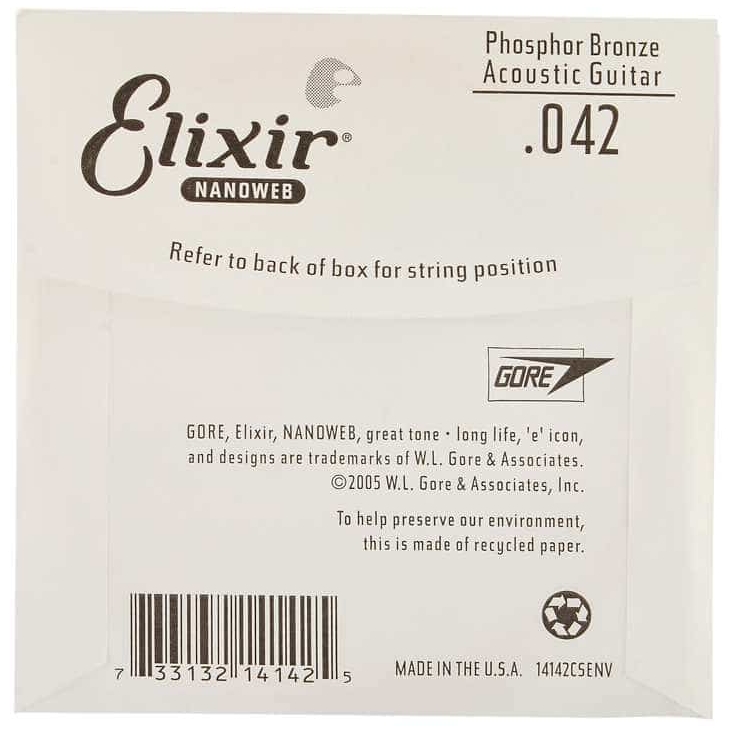 Phosphor Bronze
Acoustic Guitar
.042
Elixir®
NANOWEB
Refer to back of box for string position
GORE
GORE, Elixir, NANOWEB, great tone • long life, 'e' icon,
and designs are trademarks of W.L. Gore & Associates.
©2005 W.L. Gore & Associates, Inc.
To help preserve our environment,
this is made of recycled paper.
7 33132 14142 5
MADE IN THE U.S.A. 14142CSENV